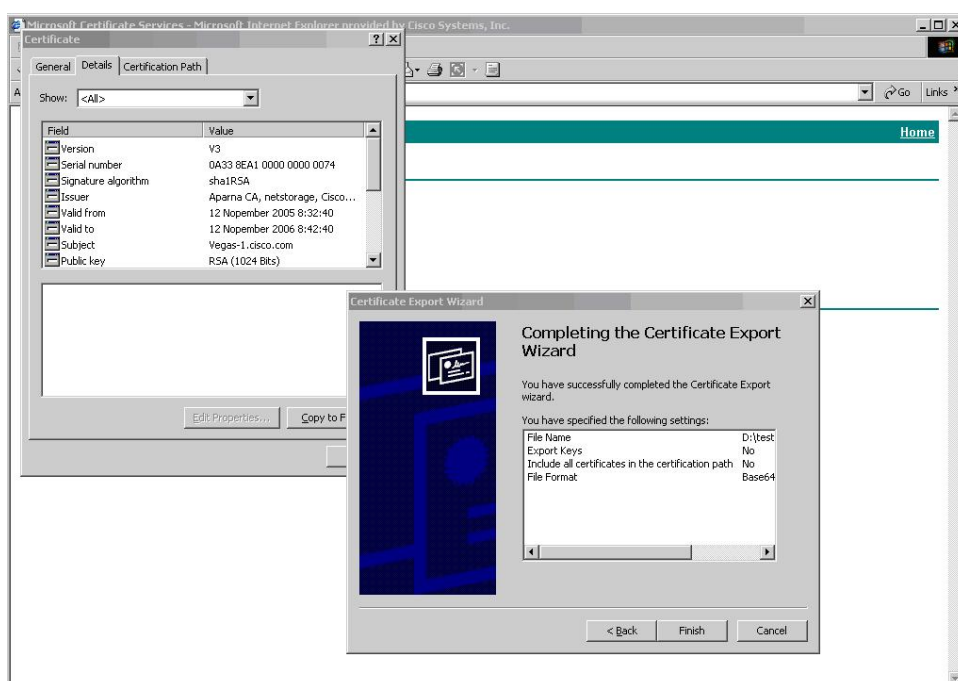 Microsoft Certificate Services - Microsoft Internet Explorer provided by Cisco Systems, Inc.
Certificate
General Details Certification Path
Show: <All>
Field Value
Version V3
Serial number 0A33 8EA1 0000 0000 0074
Signature algorithm sha1RSA
Issuer Aparna CA, netstorage, Cisco...
Valid from 12 Nopember 2005 8:32:40
Valid to 12 Nopember 2006 8:42:40
Subject Vegas-1.cisco.com
Public key RSA (1024 Bits)
Edit Properties... Copy to F
Go Links
Home
Certificate Export Wizard
Completing the Certificate Export
Wizard
You have successfully completed the Certificate Export
wizard.
You have specified the following settings:
File Name D:\test
Export Keys No
Include all certificates in the certification path No
File Format Base64
< Back Finish Cancel